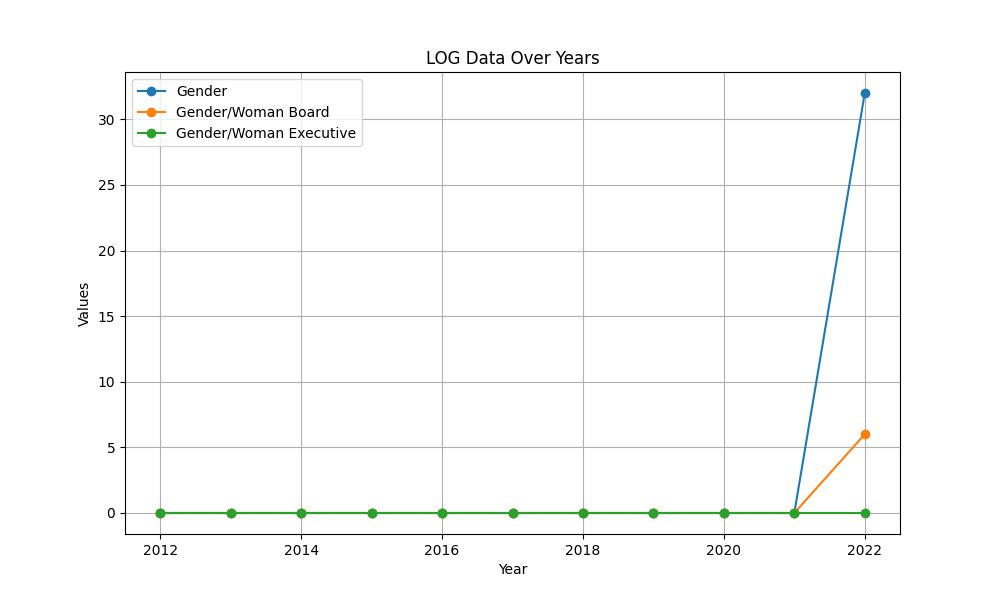 LOG Data Over Years
Gender
Gender/Woman Board
Gender/Woman Executive
Values
30
25
20
15
10
5
0
2012 2014 2016 2018 2020 2022
Year